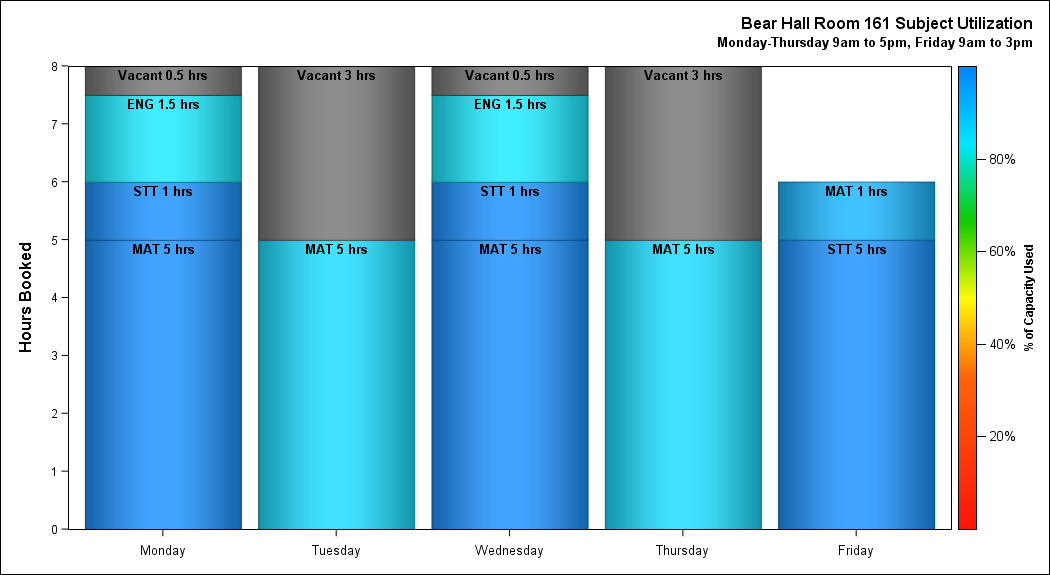 Bear Hall Room 161 Subject Utilization
Monday-Thursday 9am to 5pm, Friday 9am to 3pm
Hours Booked
8
7
6
5
4
3
2
1
0
Vacant 0.5 hrs
ENG 1.5 hrs
STT 1 hrs
MAT 5 hrs
Vacant 3 hrs
MAT 5 hrs
Vacant 0.5 hrs
ENG 1.5 hrs
STT 1 hrs
MAT 5 hrs
Vacant 3 hrs
MAT 5 hrs
MAT 1 hrs
STT 5 hrs
Monday Tuesday Wednesday Thursday Friday
80%
60%
40%
20%
% of Capacity Used